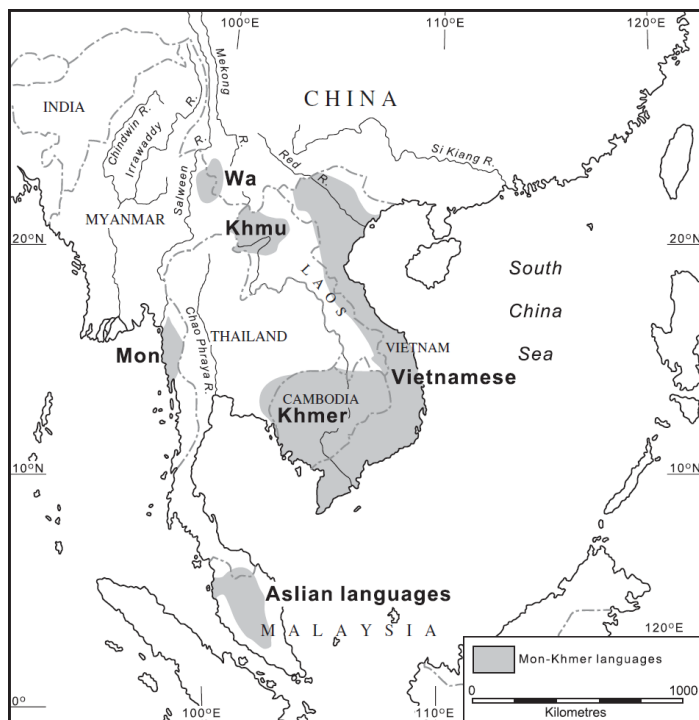 100°E
110°E
120°E
Mekong
R.
CHINA
INDIA
Chindwin R.
Irrawaddy
R.
Salween
R.
Red
R.
Si Kiang R.
Wa
MYANMAR
Khmu
20°N
LAOS
South
China
Sea
Chao Phraya R.
THAILAND
VIETNAM
Mon
Vietnamese
CAMBODIA
Khmer
10°N
Aslian languages
MALAYSIA
120°E
Mon-Khmer languages
0
1000
Kilometres
0°
100°E
110°E